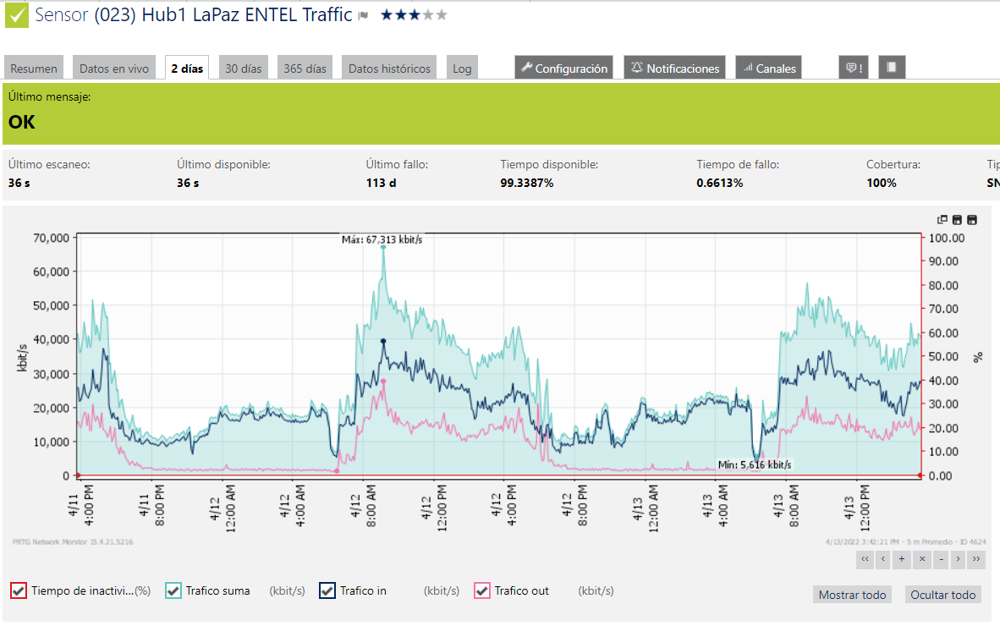 Sensor (023) Hub1 LaPaz ENTEL Traffic
Resumen Datos en vivo 2 días 30 días 365 días Datos históricos Log Configuración Notificaciones Canales !
Último mensaje:
OK
Último escaneo: Último disponible: Último fallo: Tiempo disponible: Tiempo de fallo: Cobertura: Tip
36 s 36 s 113 d 99.3387% 0.6613% 100% SN
Máx: 67,313 kbit/s
70,000 100.00
90.00
60,000
80.00
50,000 70.00
60.00
40,000
kbit/s 50.00 %
30,000 40.00
20,000 30.00
20.00
10,000
10.00
Mín: 5,616 kbit/s
0 0.00
4/11 4:00 PM
4/11 8:00 PM
4/12 12:00 AM
4/12 4:00 AM
4/12 8:00 AM
4/12 12:00 PM
4/12 4:00 PM
4/12 8:00 PM
4/13 12:00 AM
4/13 4:00 AM
4/13 8:00 AM
4/13 12:00 PM
PRTG Network Monitor 15.4.21.5216 4/13/2022 3:42:21 PM - 5 m Promedio - ID 4624
‹‹ ‹ + × - › ››
Tiempo de inactivi...(%) Trafico suma (kbit/s) Trafico in (kbit/s) Trafico out (kbit/s) Mostrar todo Ocultar todo